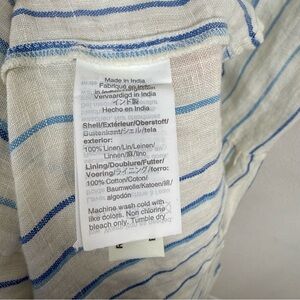 Made in India
Fabriqué en Inde
Vervaardigd in India
インド製
Hecho en India
Shell/Extérieur/Oberstoff/
Buitenkant/シェル/tela
exterior:
100% Linen/Lin/Leinen/
Linnen/麻/lino
Lining/Doublure/Futter/
Voering/ライニング/forro:
100% Cotton/Coton/
Baumwolle/Katoen/綿/
algodón
Machine wash cold with
like colors. Non chlorine
bleach only. Tumble dry